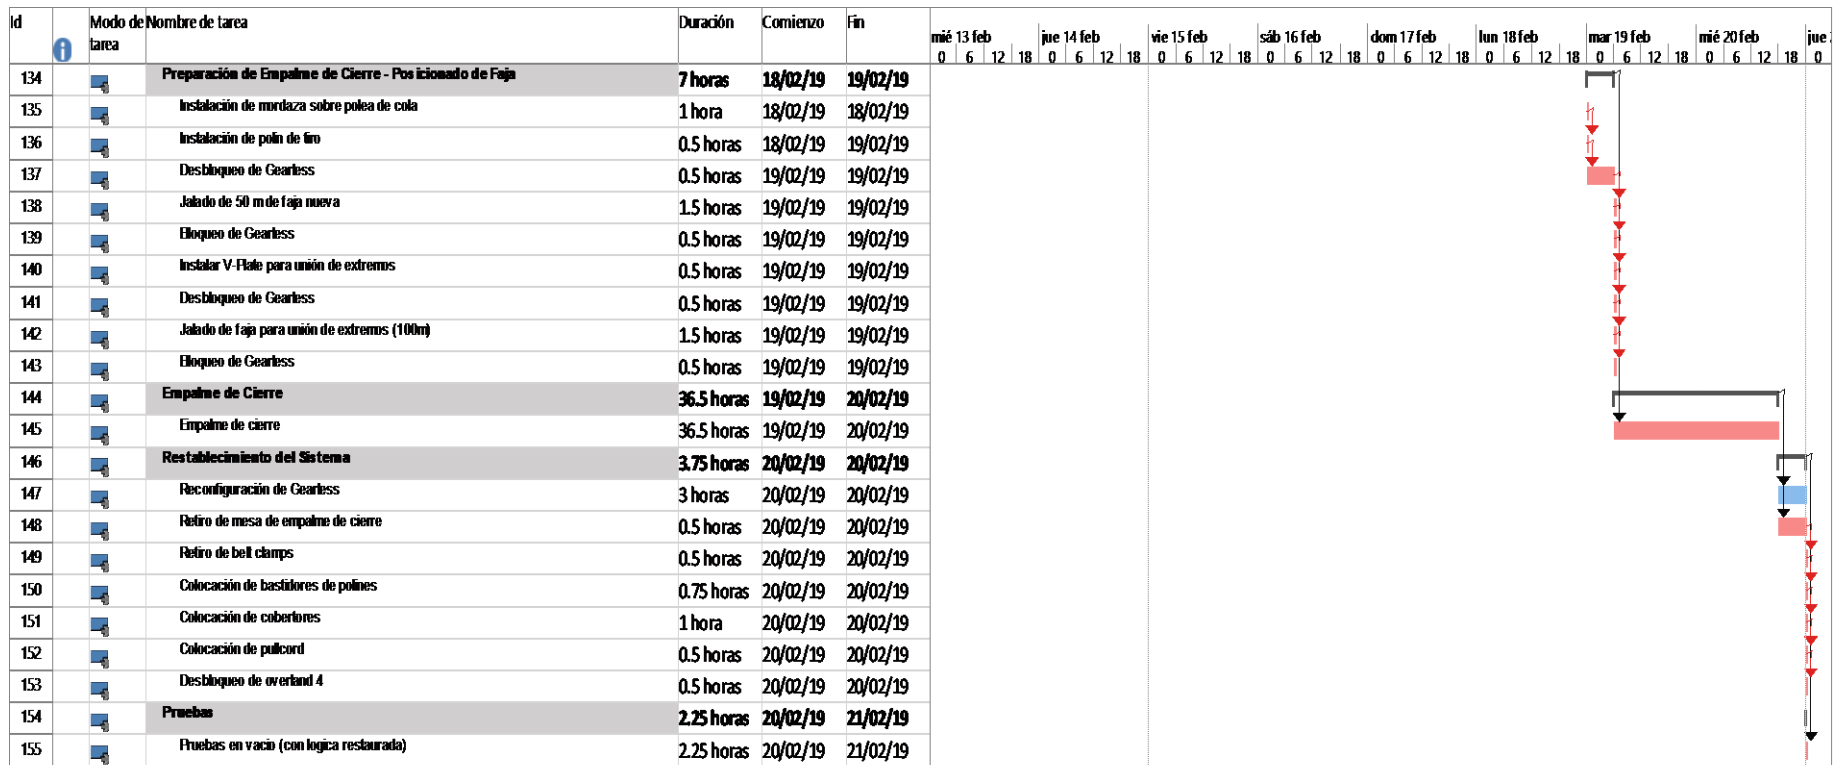 Id Modo de tarea Nombre de tarea Duración Comienzo Fin
mié 13 feb jue 14 feb vie 15 feb sáb 16 feb dom 17 feb lun 18 feb mar 19 feb mié 20 feb jue
0 6 12 18 0 6 12 18 0 6 12 18 0 6 12 18 0 6 12 18 0 6 12 18 0 6 12 18 0 6 12 18 0
134 Preparación de Empalme de Cierre - Posicionado de Faja 7 horas 18/02/19 19/02/19
135 Instalación de mordaza sobre polea de cola 1 hora 18/02/19 18/02/19
136 Instalación de polin de tiro 0.5 horas 18/02/19 19/02/19
137 Desbloqueo de Gearless 0.5 horas 19/02/19 19/02/19
138 Jalado de 50 m de faja nueva 1.5 horas 19/02/19 19/02/19
139 Bloqueo de Gearless 0.5 horas 19/02/19 19/02/19
140 Instalar V-Plate para unión de extremos 0.5 horas 19/02/19 19/02/19
141 Desbloqueo de Gearless 0.5 horas 19/02/19 19/02/19
142 Jalado de faja para unión de extremos (100m) 1.5 horas 19/02/19 19/02/19
143 Bloqueo de Gearless 0.5 horas 19/02/19 19/02/19
144 Empalme de Cierre 36.5 horas 19/02/19 20/02/19
145 Empalme de cierre 36.5 horas 19/02/19 20/02/19
146 Restablecimiento del Sistema 3.75 horas 20/02/19 20/02/19
147 Reconfiguración de Gearless 3 horas 20/02/19 20/02/19
148 Retiro de mesa de empalme de cierre 0.5 horas 20/02/19 20/02/19
149 Retiro de belt clamps 0.5 horas 20/02/19 20/02/19
150 Colocación de bastidores de polines 0.75 horas 20/02/19 20/02/19
151 Colocación de cobertores 1 hora 20/02/19 20/02/19
152 Colocación de pullcord 0.5 horas 20/02/19 20/02/19
153 Desbloqueo de overland 4 0.5 horas 20/02/19 20/02/19
154 Pruebas 2.25 horas 20/02/19 21/02/19
155 Pruebas en vacio (con logica restaurada) 2.25 horas 20/02/19 21/02/19